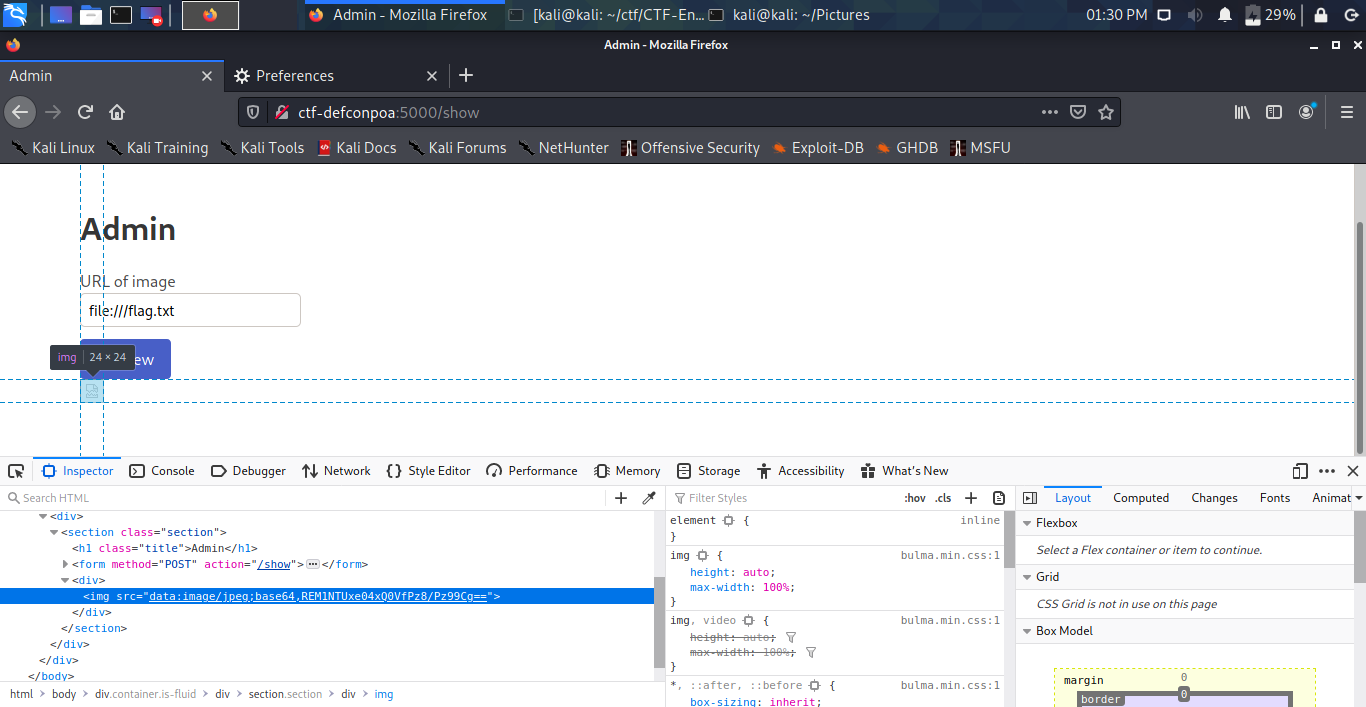 Admin - Mozilla Firefox
[kali@kali: ~/ctf/CTF-En...
kali@kali: ~/Pictures
01:30 PM
29%
Admin - Mozilla Firefox
Admin
Preferences
ctf-defconpoa:5000/show
Kali Linux
Kali Training
Kali Tools
Kali Docs
Kali Forums
NetHunter
Offensive Security
Exploit-DB
GHDB
MSFU
Admin
URL of image
file:///flag.txt
img 24 × 24
ew
Inspector
Console
Debugger
Network
Style Editor
Performance
Memory
Storage
Accessibility
What's New
Search HTML
<div>
<section class="section">
<h1 class="title">Admin</h1>
<form method="POST" action="/show"></form>
<div>
<img src="data:image/jpeg;base64,REM1NTUxe04xQ0VfPz8/Pz99Cg==">
</div>
</section>
</div>
</div>
</body>
html
body
div.container.is-fluid
div
section.section
div
img
Filter Styles
:hov
.cls
element {
inline
}
img {
bulma.min.css:1
height: auto;
max-width: 100%;
}
img, video {
bulma.min.css:1
height: auto;
max-width: 100%;
}
*, ::after, ::before {
bulma.min.css:1
box-sizing: inherit;
Layout
Computed
Changes
Fonts
Animat
Flexbox
Select a Flex container or item to continue.
Grid
CSS Grid is not in use on this page
Box Model
margin
0
border
0